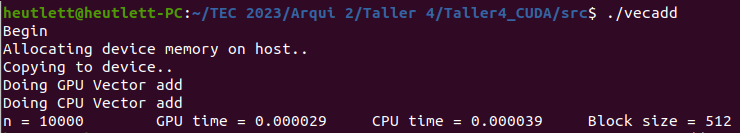 heutlett@heutlett-PC:~/TEC 2023/Arqui 2/Taller 4/Taller4_CUDA/src$ ./vecadd
Begin
Allocating device memory on host..
Copying to device..
Doing GPU Vector add
Doing CPU Vector add
n = 10000 GPU time = 0.000029 CPU time = 0.000039 Block size = 512